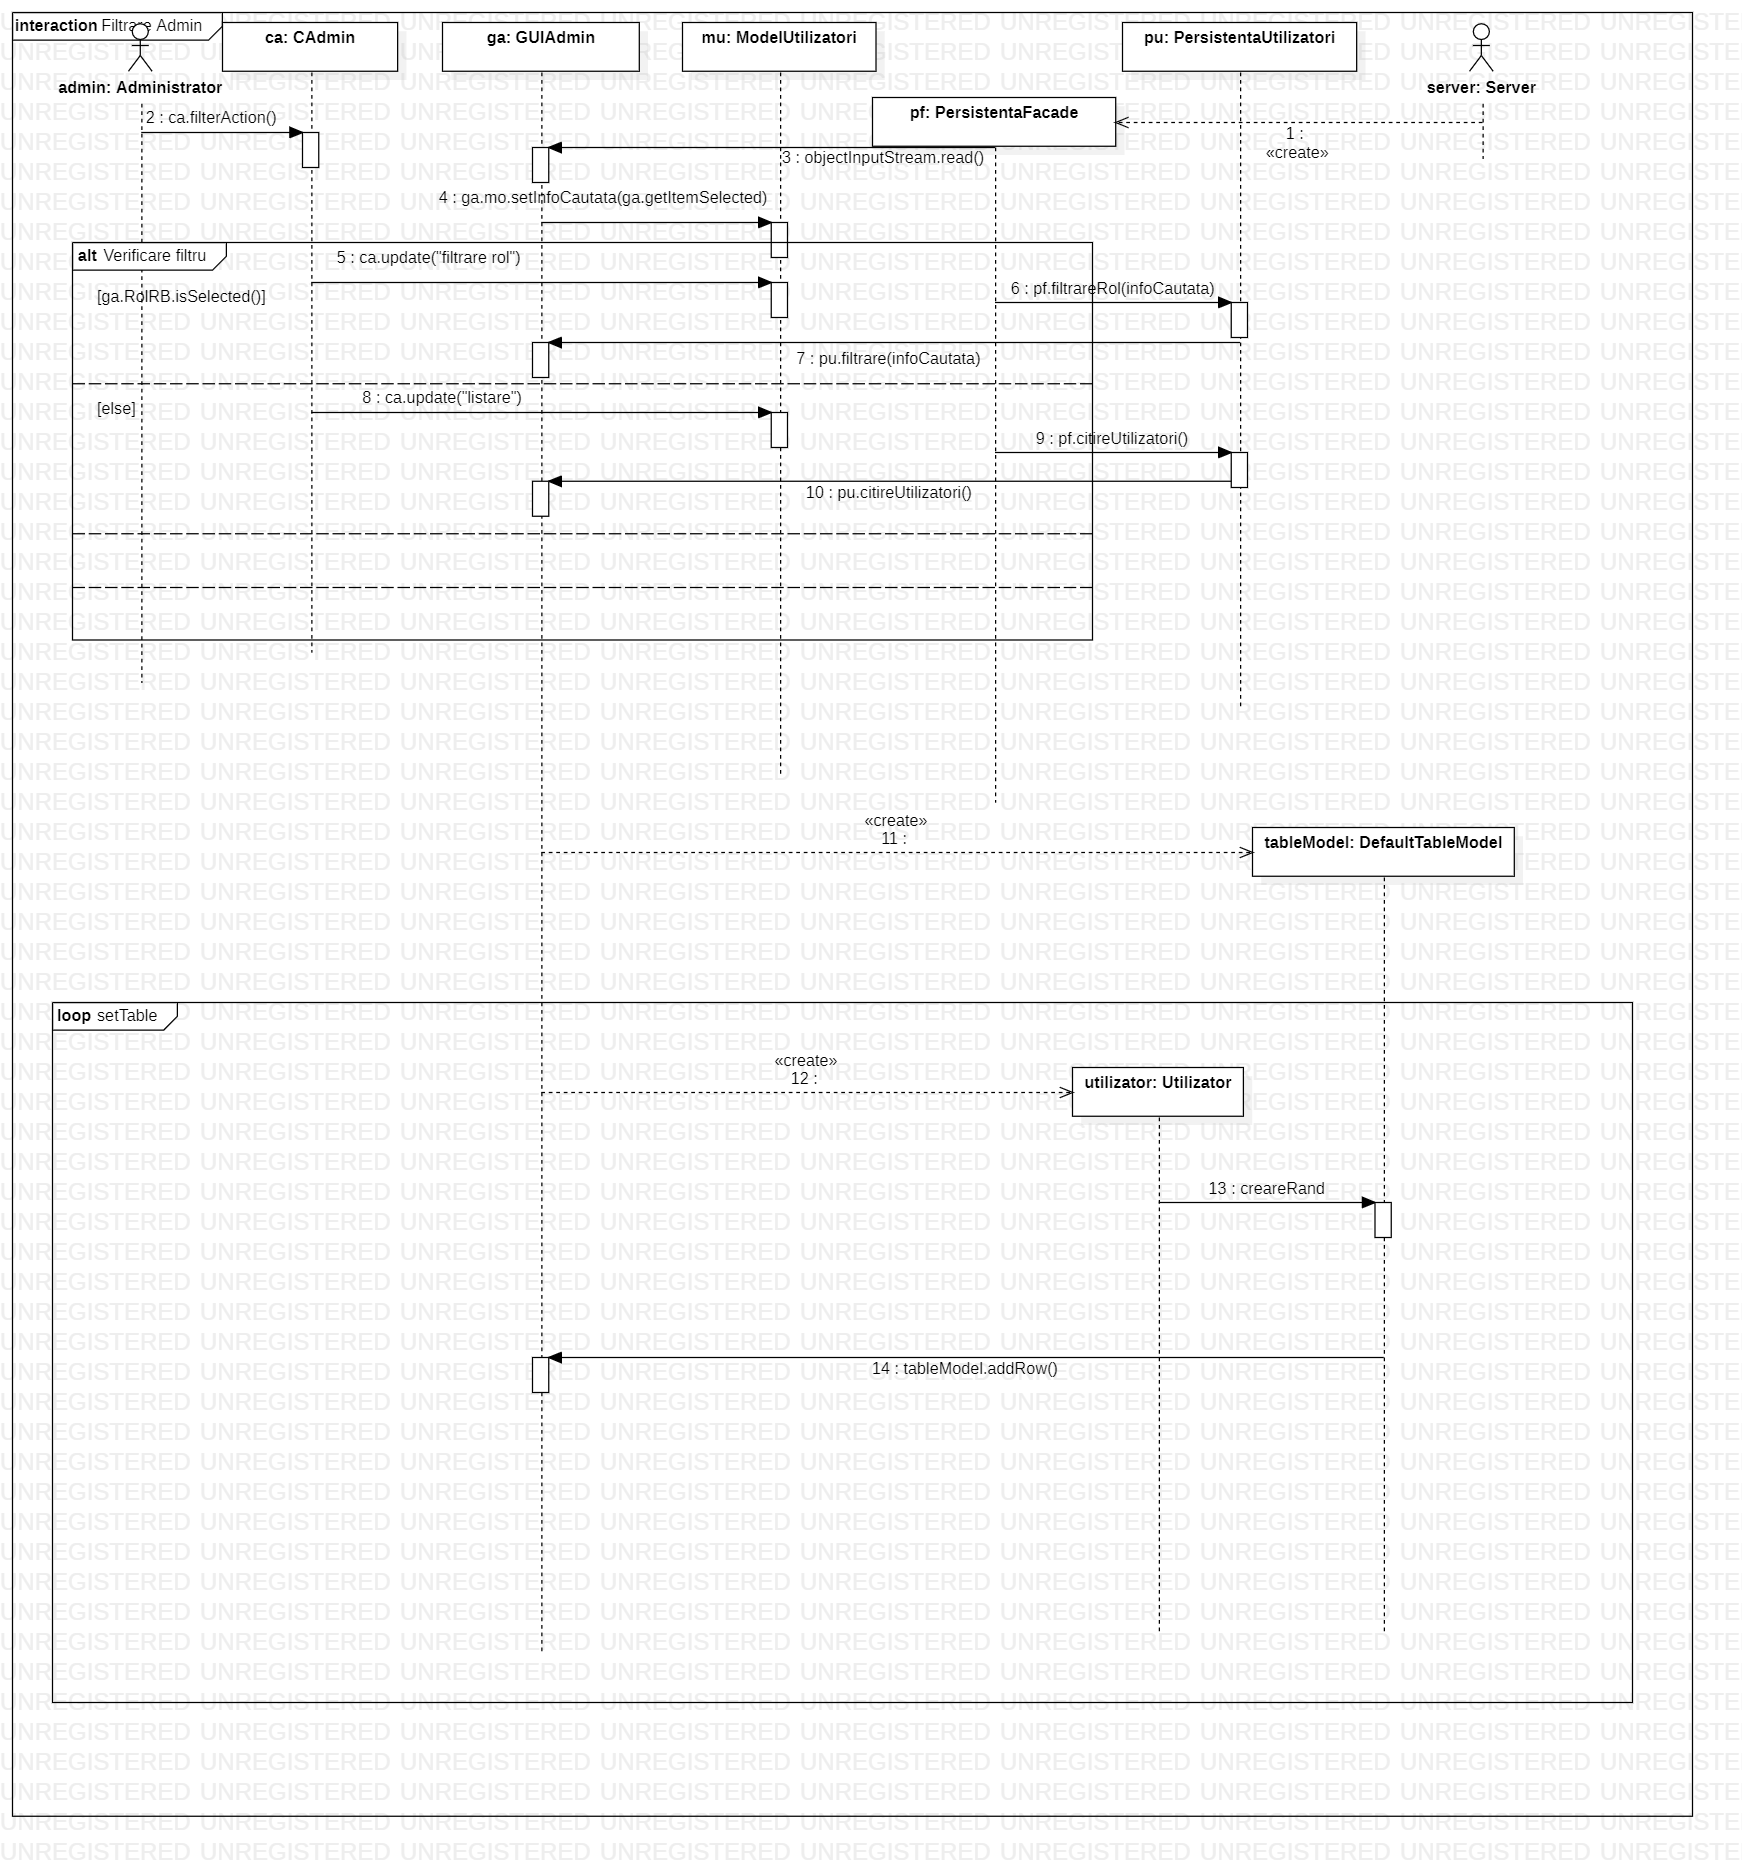 interaction Filtrare Admin
ca: CAdmin
ga: GUIAdmin
mu: ModelUtilizatori
pu: PersistentaUtilizatori
admin: Administrator
server: Server
pf: PersistentaFacade
2 : ca.filterAction()
1 :
«create»
3 : objectInputStream.read()
4 : ga.mo.setInfoCautata(ga.getItemSelected)
alt Verificare filtru
5 : ca.update("filtrare rol")
[ga.RolRB.isSelected()]
6 : pf.filtrareRol(infoCautata)
7 : pu.filtrare(infoCautata)
8 : ca.update("listare")
[else]
9 : pf.citireUtilizatori()
10 : pu.citireUtilizatori()
«create»
11 :
tableModel: DefaultTableModel
loop setTable
«create»
12 :
utilizator: Utilizator
13 : creareRand
14 : tableModel.addRow()